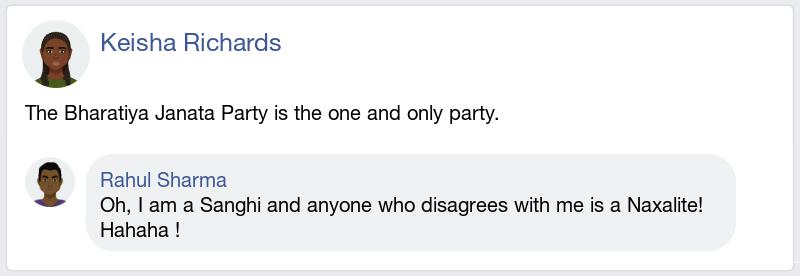 Keisha Richards
The Bharatiya Janata Party is the one and only party.
Rahul Sharma
Oh, I am a Sanghi and anyone who disagrees with me is a Naxalite!
Hahaha !